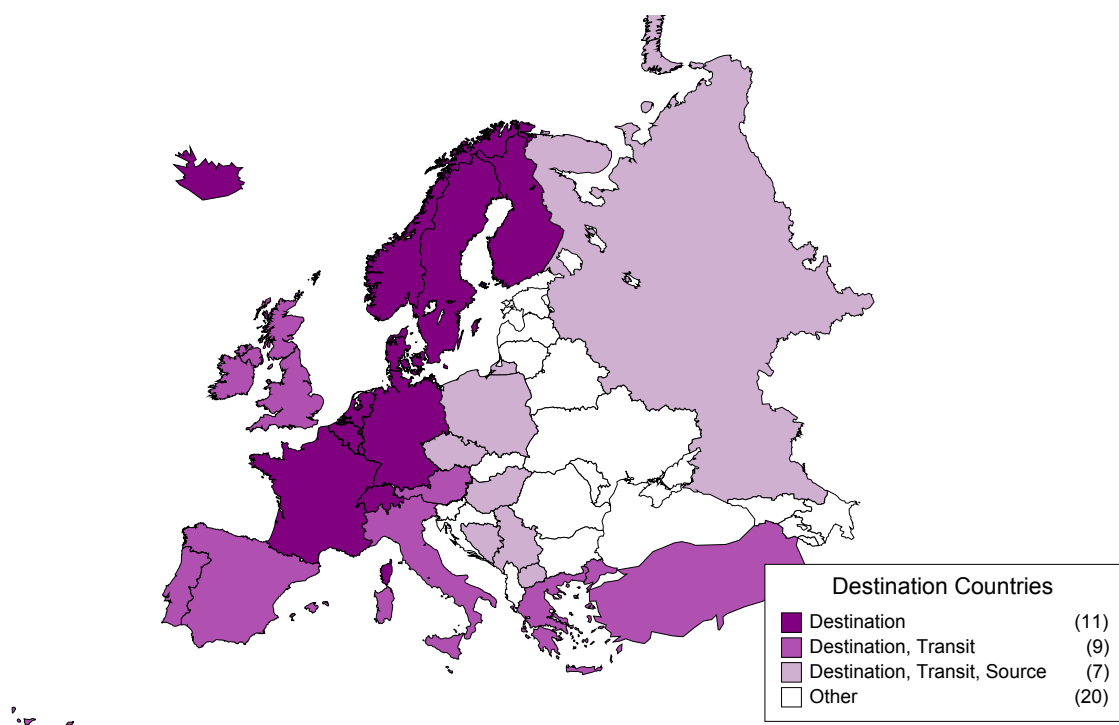 Destination Countries
Destination (11)
Destination, Transit (9)
Destination, Transit, Source (7)
Other (20)